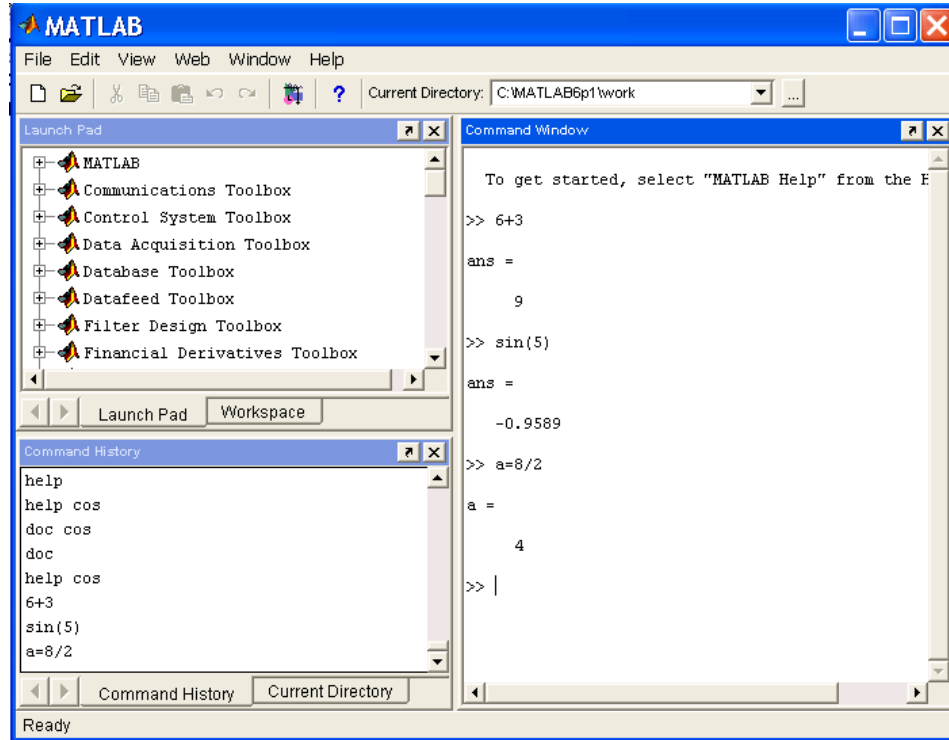 MATLAB
File Edit View Web Window Help
? Current Directory: C:\MATLAB6p1\work ...
Launch Pad
MATLAB
Communications Toolbox
Control System Toolbox
Data Acquisition Toolbox
Database Toolbox
Datafeed Toolbox
Filter Design Toolbox
Financial Derivatives Toolbox
Launch Pad Workspace
Command History
help
help cos
doc cos
doc
help cos
6+3
sin(5)
a=8/2
Command History Current Directory
Command Window
To get started, select "MATLAB Help" from the H
>> 6+3
ans =
9
>> sin(5)
ans =
-0.9589
>> a=8/2
a =
4
>>
Ready